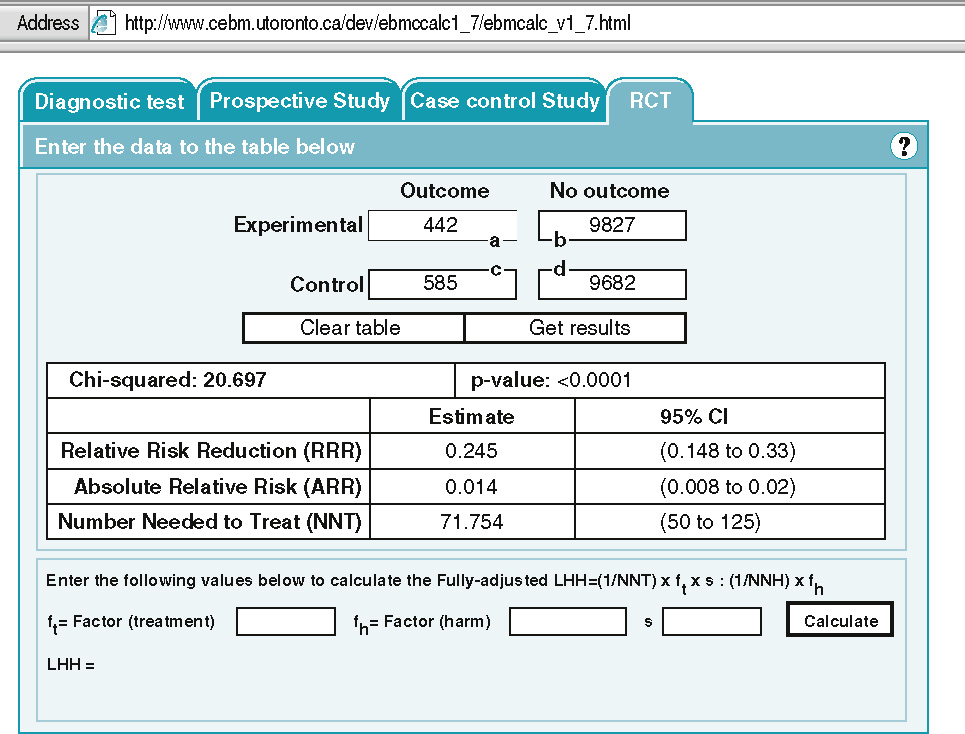 Address http://www.cebm.utoronto.ca/dev/ebmccalc1_7/ebmcalc_v1_7.html
Diagnostic test Prospective Study Case control Study RCT
Enter the data to the table below ?
Outcome No outcome
Experimental 442 a b 9827
Control 585 c d 9682
Clear table Get results
Chi-squared: 20.697 p-value: <0.0001
Estimate 95% CI
Relative Risk Reduction (RRR) 0.245 (0.148 to 0.33)
Absolute Relative Risk (ARR) 0.014 (0.008 to 0.02)
Number Needed to Treat (NNT) 71.754 (50 to 125)
Enter the following values below to calculate the Fully-adjusted LHH=(1/NNT) x ft x s : (1/NNH) x fh
ft= Factor (treatment) fh= Factor (harm) s Calculate
LHH =